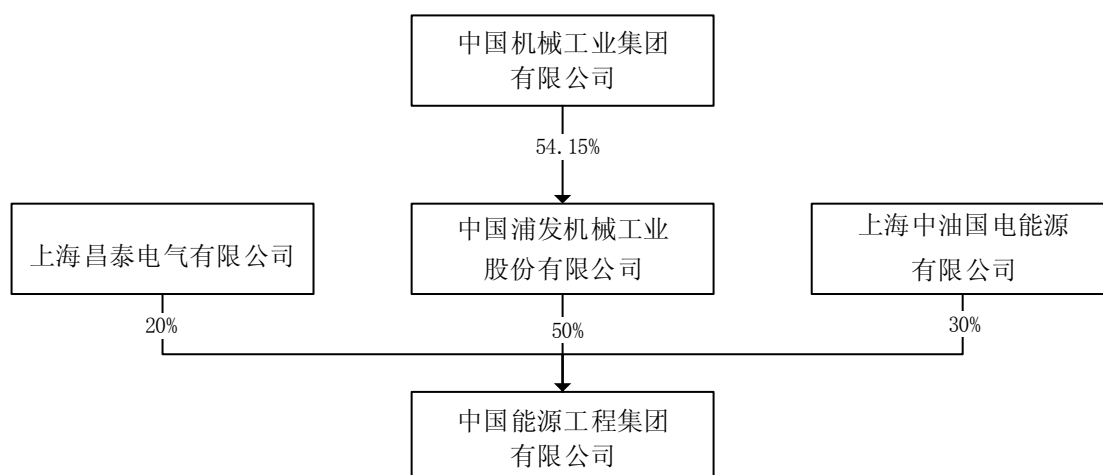 中国机械工业集团
有限公司
54.15%
上海昌泰电气有限公司
中国浦发机械工业
股份有限公司
上海中油国电能源
有限公司
20%
50%
30%
中国能源工程集团
有限公司